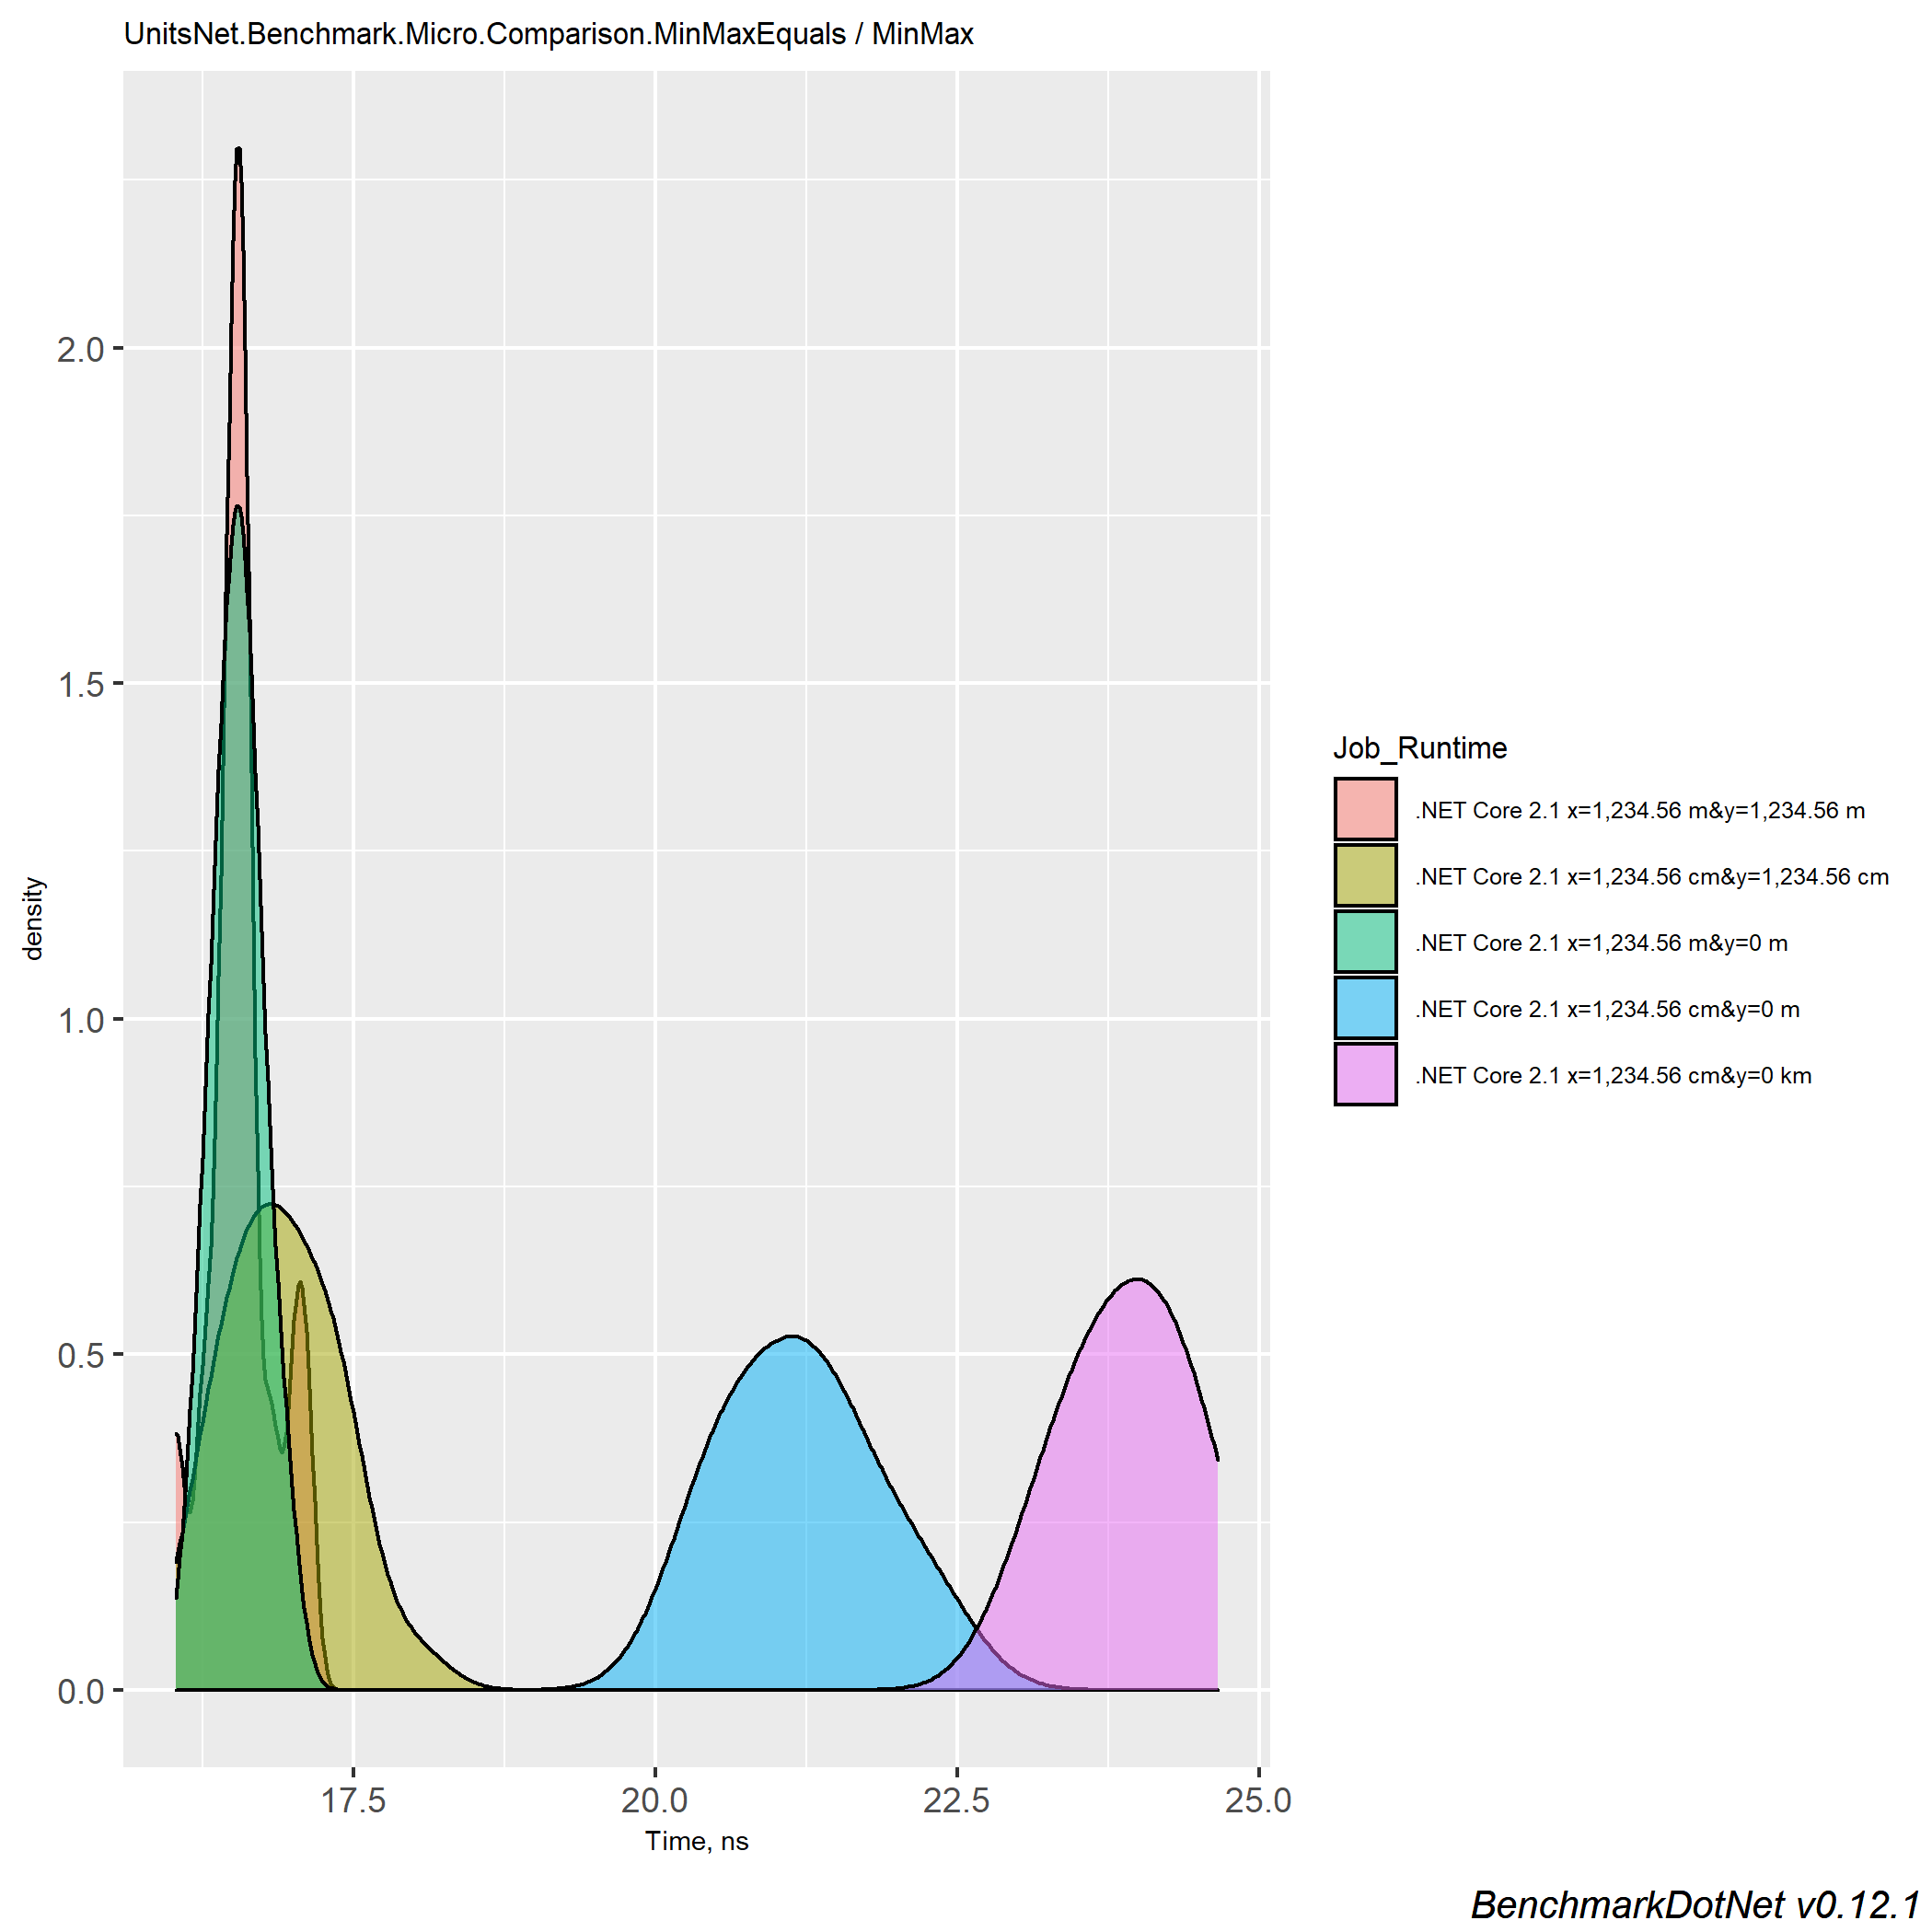 UnitsNet.Benchmark.Micro.Comparison.MinMaxEquals / MinMax
2.0
1.5
1.0
0.5
0.0
density
17.5 20.0 22.5 25.0
Time, ns
Job_Runtime
.NET Core 2.1 x=1,234.56 m&y=1,234.56 m
.NET Core 2.1 x=1,234.56 cm&y=1,234.56 cm
.NET Core 2.1 x=1,234.56 m&y=0 m
.NET Core 2.1 x=1,234.56 cm&y=0 m
.NET Core 2.1 x=1,234.56 cm&y=0 km
BenchmarkDotNet v0.12.1